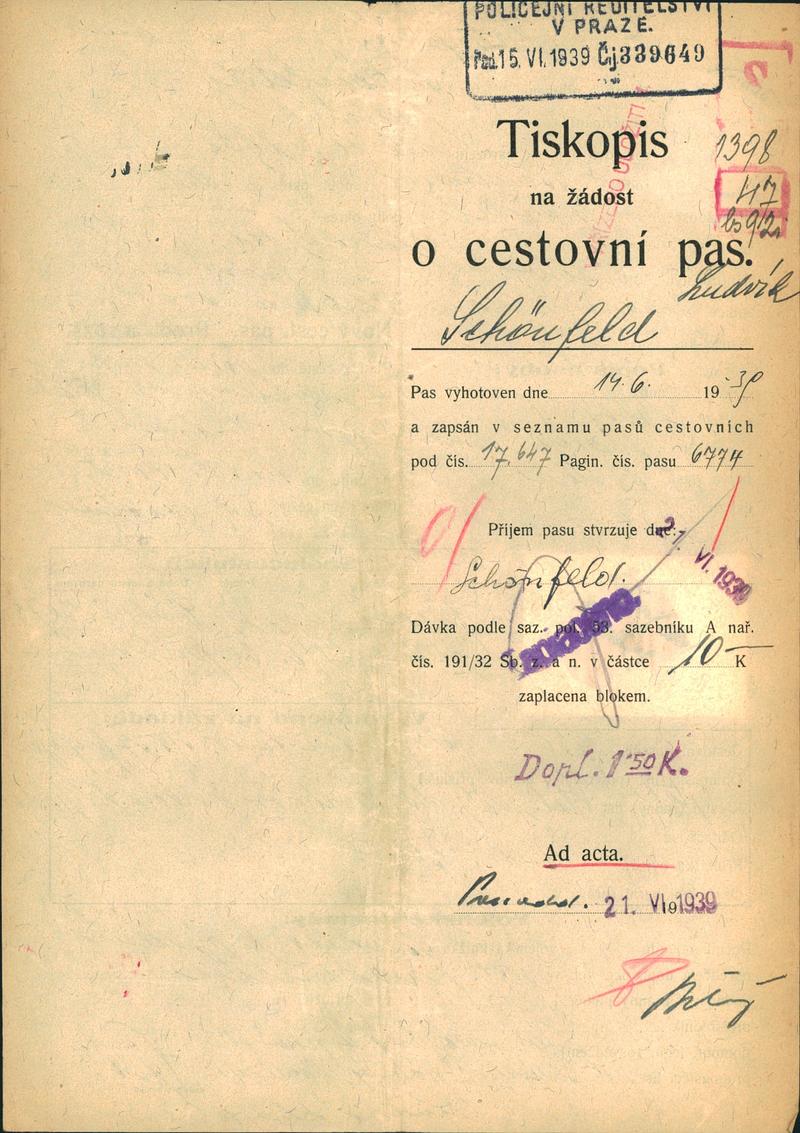 POLICEJNÍ ŘEDITELSTVÍ
V PRAZE.
15. VI. 1939 Čj 339649
Tiskopis
1398
na žádost
47
o cestovní pas.
Ludvík
Schönfeld
Pas vyhotoven dne 14. 6. 19 39
a zapsán v seznamu pasů cestovních
pod čís. 17.647 Pagin. čís. pasu 6774
Příjem pasu stvrzuje dne:
VI. 1939
Schönfeld.
Dávka podle saz. pol. 53. sazebníku A nař.
čís. 191/32 Sb. z. a n. v částce 10 K
zaplacena blokem.
Dopl. 1.50 K.
Ad acta.
21. VI. 1939